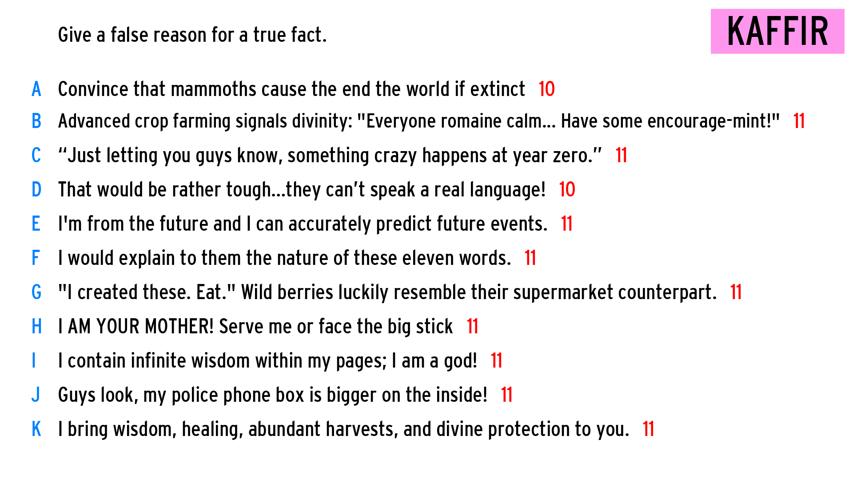 Give a false reason for a true fact.
KAFFIR
A Convince that mammoths cause the end the world if extinct 10
B Advanced crop farming signals divinity: "Everyone romaine calm... Have some encourage-mint!" 11
C “Just letting you guys know, something crazy happens at year zero.” 11
D That would be rather tough...they can’t speak a real language! 10
E I'm from the future and I can accurately predict future events. 11
F I would explain to them the nature of these eleven words. 11
G "I created these. Eat." Wild berries luckily resemble their supermarket counterpart. 11
H I AM YOUR MOTHER! Serve me or face the big stick 11
I I contain infinite wisdom within my pages; I am a god! 11
J Guys look, my police phone box is bigger on the inside! 11
K I bring wisdom, healing, abundant harvests, and divine protection to you. 11